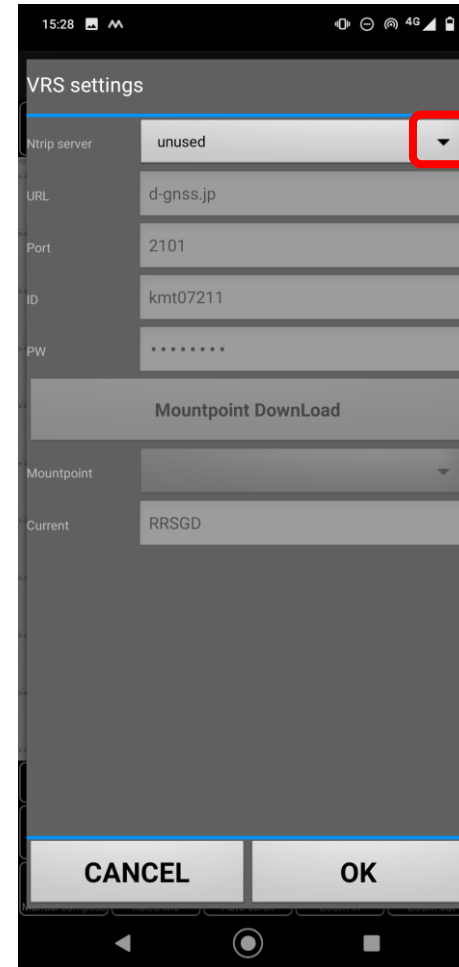 15:28 4G
VRS settings
Ntrip server unused
URL d-gnss.jp
Port 2101
ID kmt07211
PW ••••••••
Mountpoint DownLoad
Mountpoint
Current RRSGD
CANCEL OK